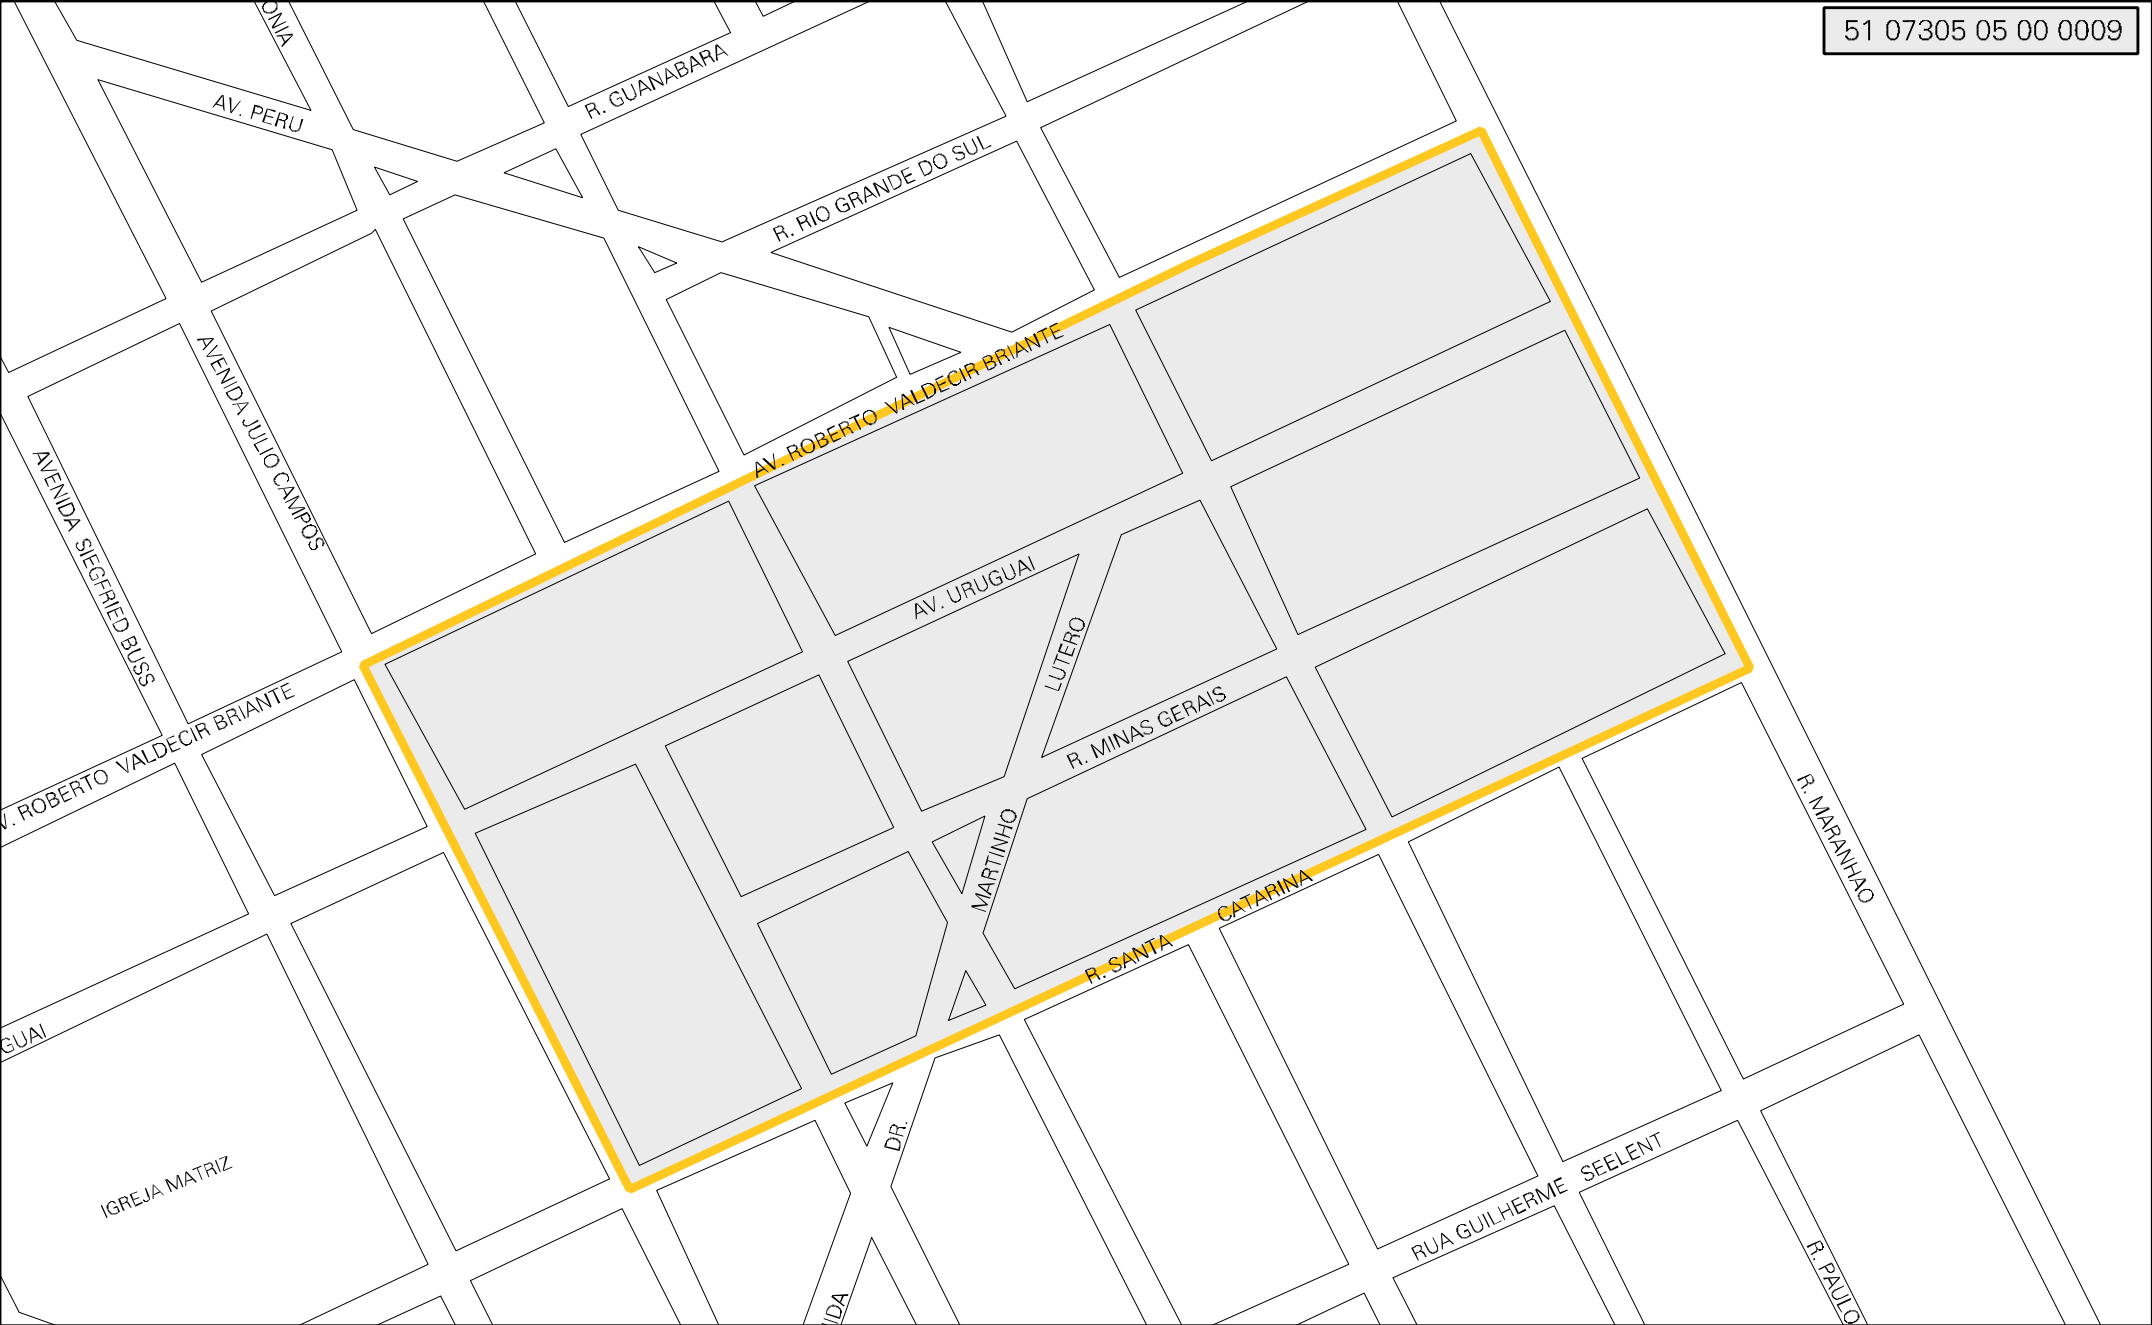 51 07305 05 00 0009
ONIA
R. GUANABARA
AV. PERU
R. RIO GRANDE DO SUL
AVENIDA JULIO CAMPOS
AV. ROBERTO VALDECIR BRIANTE
AVENIDA SIEGFRIED BUSS
AV. URUGUAI
LUTERO
V. ROBERTO VALDECIR BRIANTE
R. MINAS GERAIS
MARTINHO
R. MARANHAO
R. SANTA CATARINA
GUAI
DR.
IGREJA MATRIZ
RUA GUILHERME SEELENT
R. PAULO
NIDA